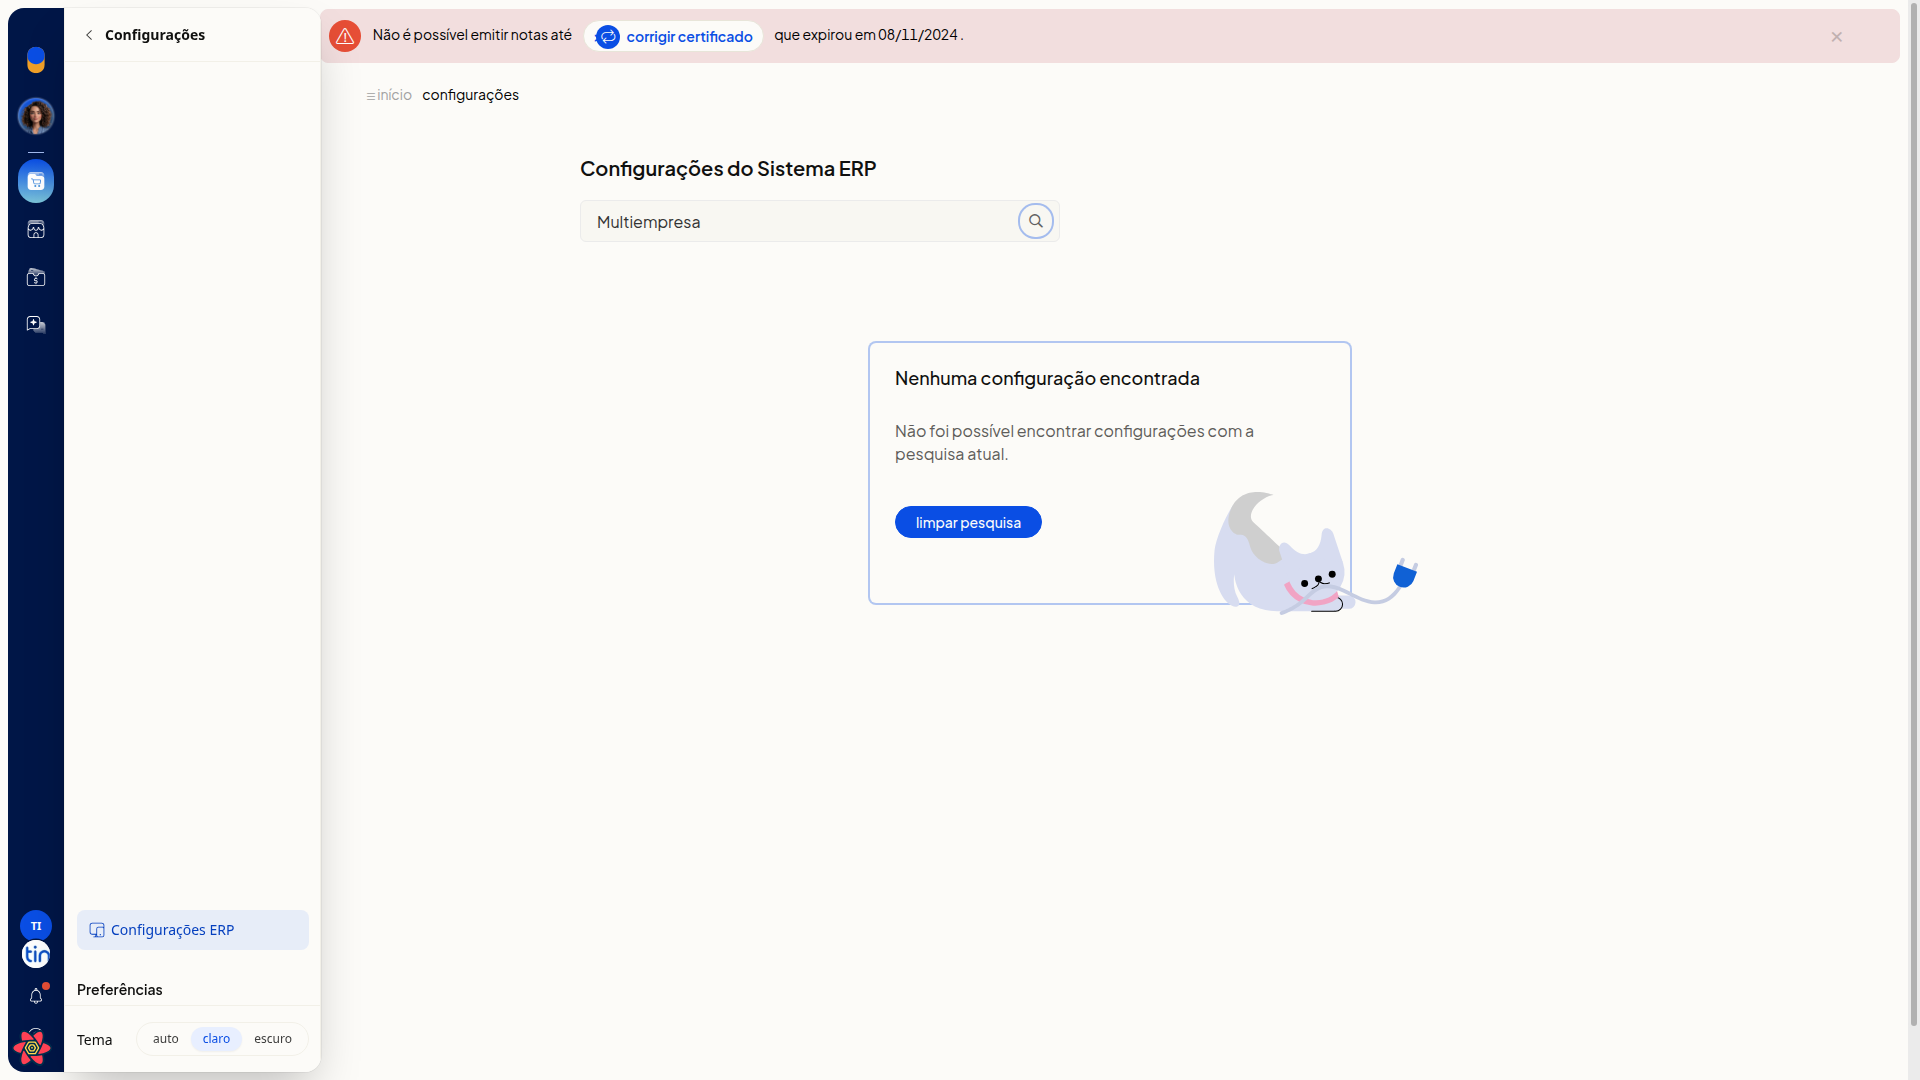 Configurações
Não é possível emitir notas até corrigir certificado que expirou em 08/11/2024 .
início configurações
Configurações do Sistema ERP
Multiempresa
Nenhuma configuração encontrada
Não foi possível encontrar configurações com a
pesquisa atual.
limpar pesquisa
TI
tin
Configurações ERP
Preferências
Tema auto claro escuro